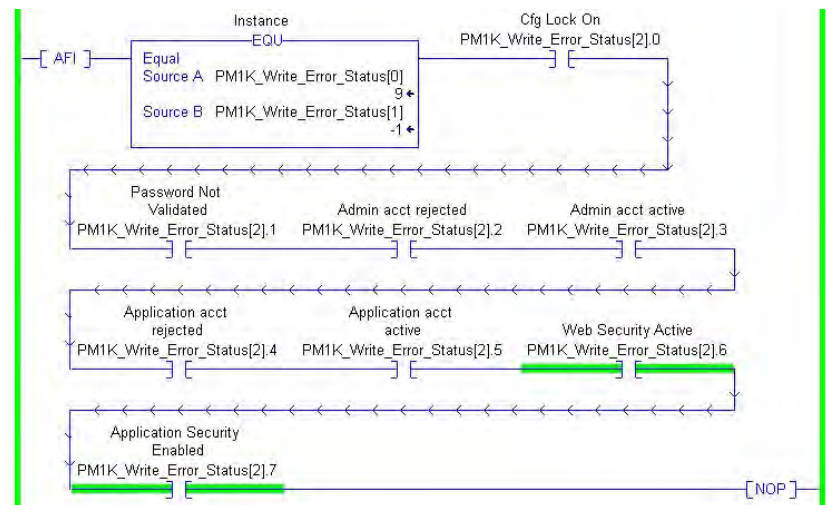 Instance
EQU
Cfg Lock On
PM1K_Write_Error_Status[2].0
AFI
Equal
Source A PM1K_Write_Error_Status[0]
9
Source B PM1K_Write_Error_Status[1]
-1
Password Not
Validated
PM1K_Write_Error_Status[2].1
Admin acct rejected
PM1K_Write_Error_Status[2].2
Admin acct active
PM1K_Write_Error_Status[2].3
Application acct
rejected
PM1K_Write_Error_Status[2].4
Application acct
active
PM1K_Write_Error_Status[2].5
Web Security Active
PM1K_Write_Error_Status[2].6
Application Security
Enabled
PM1K_Write_Error_Status[2].7
NOP